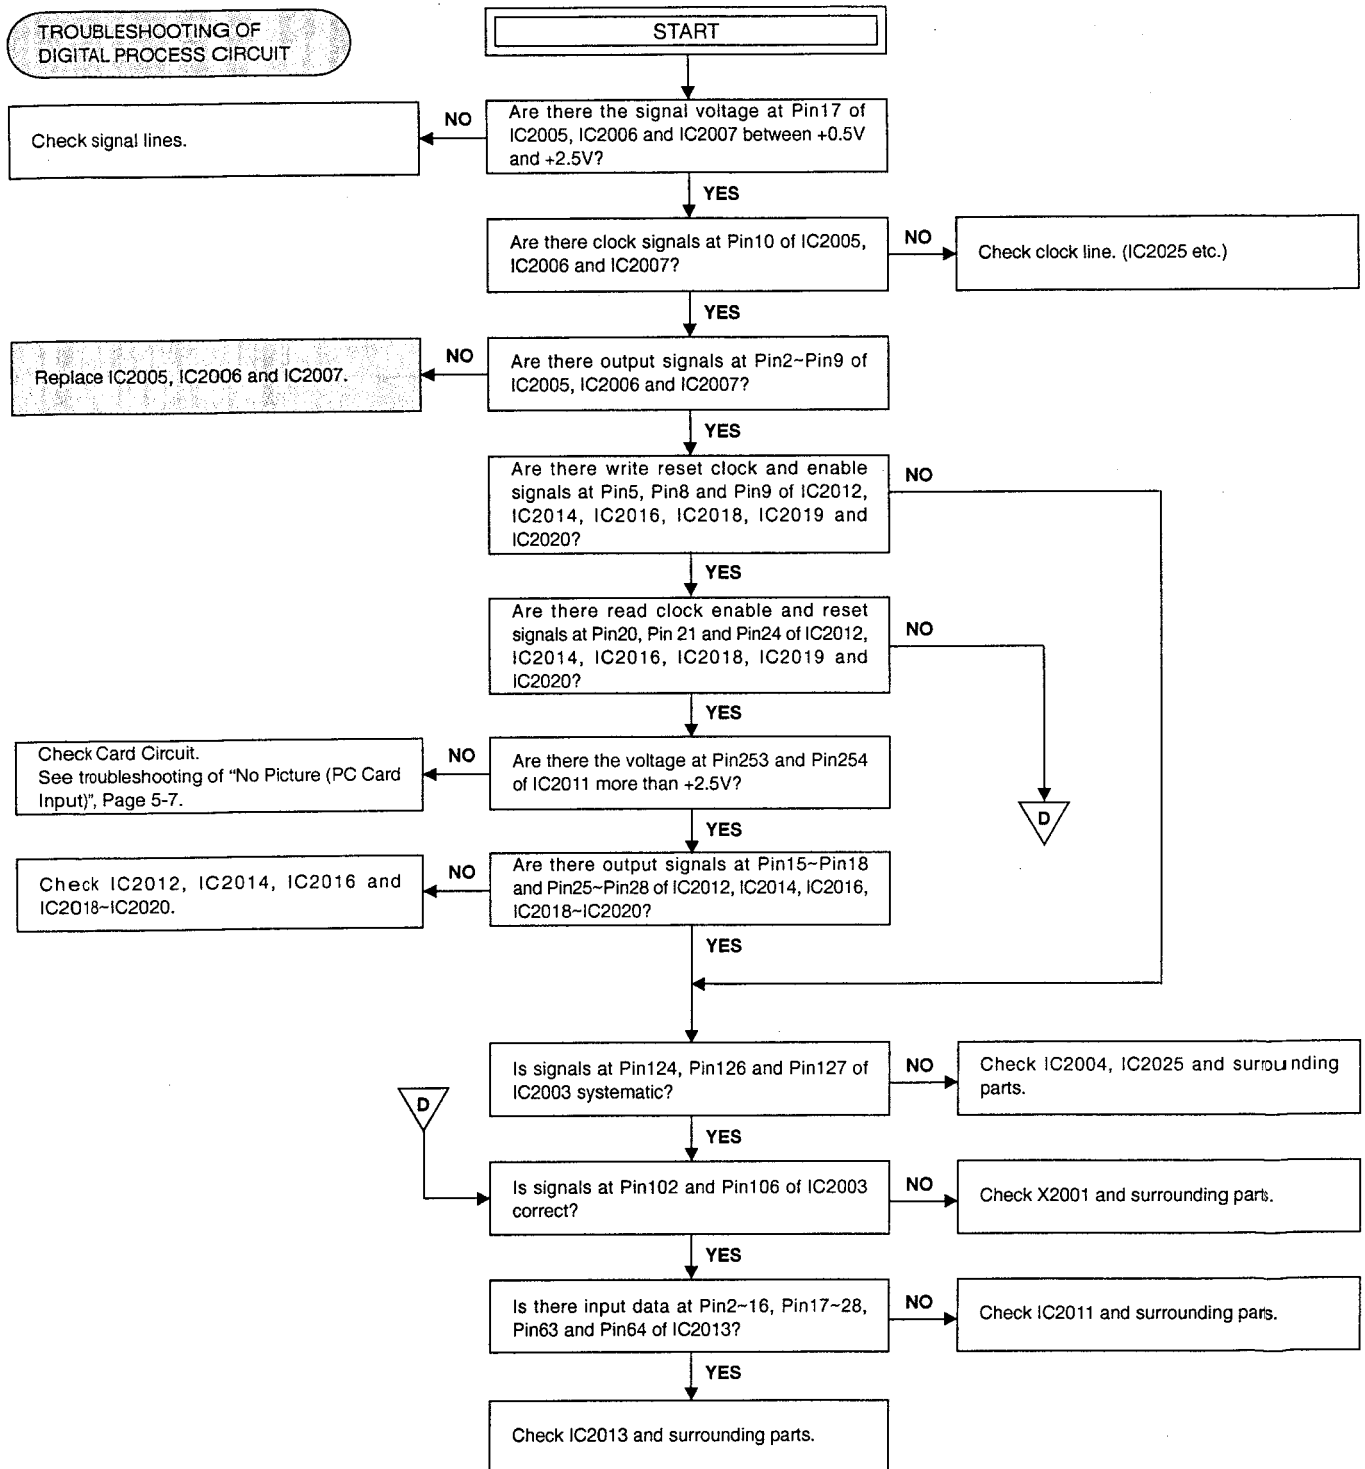 TROUBLESHOOTING OF
DIGITAL PROCESS CIRCUIT
START
Are there the signal voltage at Pin17 of
IC2005, IC2006 and IC2007 between +0.5V
and +2.5V?
NO
Check signal lines.
YES
Are there clock signals at Pin10 of IC2005,
IC2006 and IC2007?
NO
Check clock line. (IC2025 etc.)
YES
Are there output signals at Pin2~Pin9 of
IC2005, IC2006 and IC2007?
NO
Replace IC2005, IC2006 and IC2007.
YES
Are there write reset clock and enable
signals at Pin5, Pin8 and Pin9 of IC2012,
IC2014, IC2016, IC2018, IC2019 and
IC2020?
NO
YES
Are there read clock enable and reset
signals at Pin20, Pin 21 and Pin24 of IC2012,
IC2014, IC2016, IC2018, IC2019 and
IC2020?
NO
D
YES
Are there the voltage at Pin253 and Pin254
of IC2011 more than +2.5V?
NO
Check Card Circuit.
See troubleshooting of “No Picture (PC Card
Input)”, Page 5-7.
YES
Are there output signals at Pin15~Pin18
and Pin25~Pin28 of IC2012, IC2014, IC2016,
IC2018~IC2020?
NO
Check IC2012, IC2014, IC2016 and
IC2018~IC2020.
YES
Is signals at Pin124, Pin126 and Pin127 of
IC2003 systematic?
NO
Check IC2004, IC2025 and surrounding
parts.
YES
D
Is signals at Pin102 and Pin106 of IC2003
correct?
NO
Check X2001 and surrounding parts.
YES
Is there input data at Pin2~16, Pin17~28,
Pin63 and Pin64 of IC2013?
NO
Check IC2011 and surrounding parts.
YES
Check IC2013 and surrounding parts.